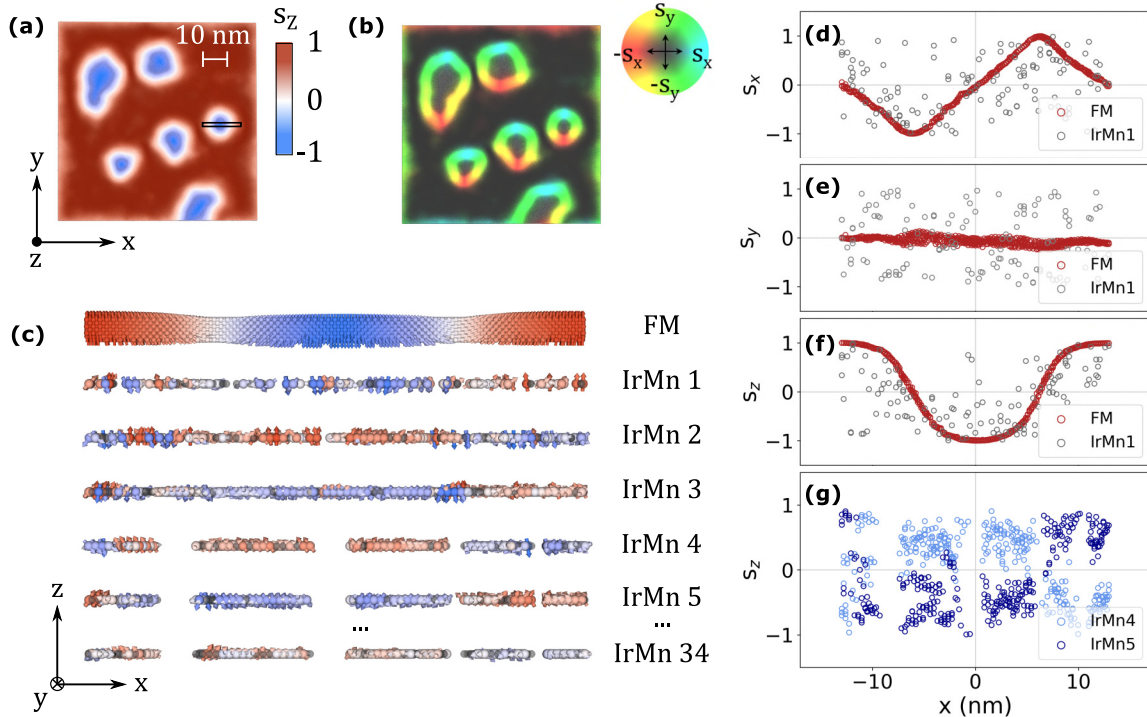 (a)
s_z
10 nm
1
0
-1
y
x
z
(b)
s_y
-s_x
s_x
-s_y
(c)
FM
IrMn 1
IrMn 2
IrMn 3
IrMn 4
IrMn 5
... ...
IrMn 34
z
y
x
(d)
s_x
1
0
−1
FM
IrMn1
(e)
s_y
1
0
−1
FM
IrMn1
(f)
s_z
1
0
−1
FM
IrMn1
(g)
s_z
1
0
−1
IrMn4
IrMn5
−10 0 10
x (nm)